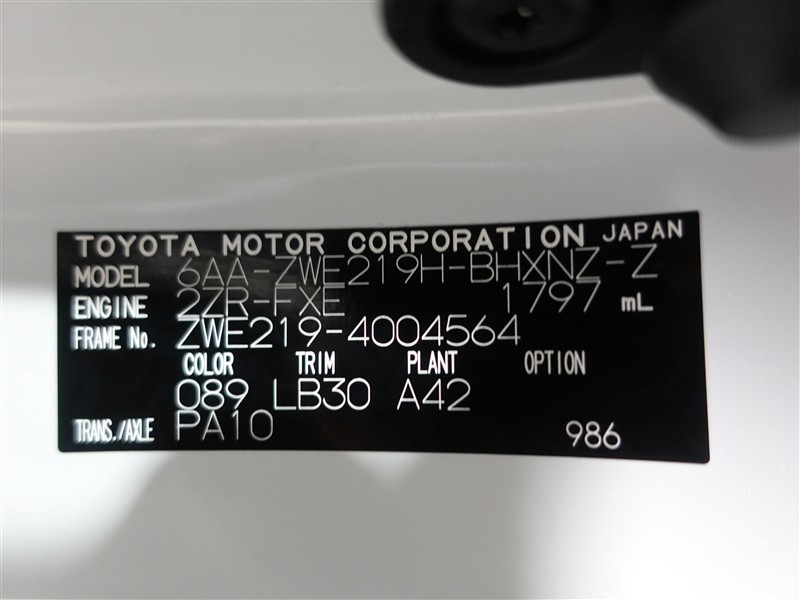 TOYOTA MOTOR CORPORATION JAPAN
MODEL 6AA-ZWE219H-BHXNZ-Z
ENGINE 2ZR-FXE 1797 mL
FRAME No. ZWE219-4004564
COLOR TRIM PLANT OPTION
089 LB30 A42
TRANS./AXLE PA10 986